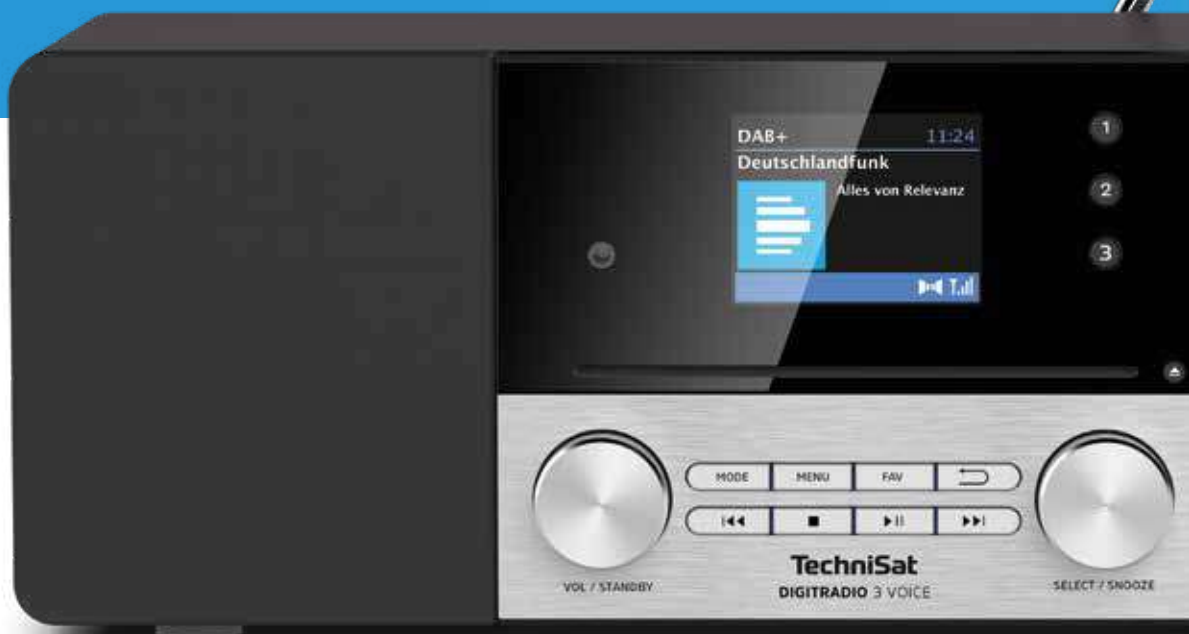 DAB+ 11:24
Deutschlandfunk
Alles von Relevanz
1
2
3
MODE MENU FAV
VOL / STANDBY
TechniSat
DIGITRADIO 3 VOICE
SELECT / SNOOZE